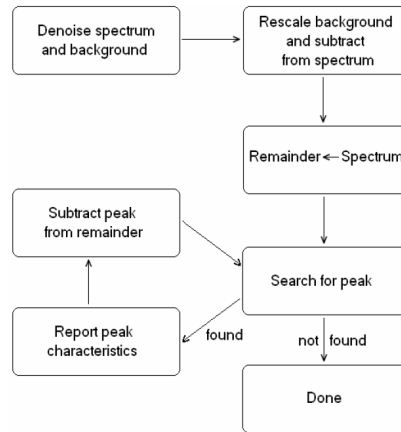 Denoise spectrum
and background
Rescale background
and subtract
from spectrum
Remainder ← Spectrum
Subtract peak
from remainder
Search for peak
Report peak
characteristics
found
not found
Done